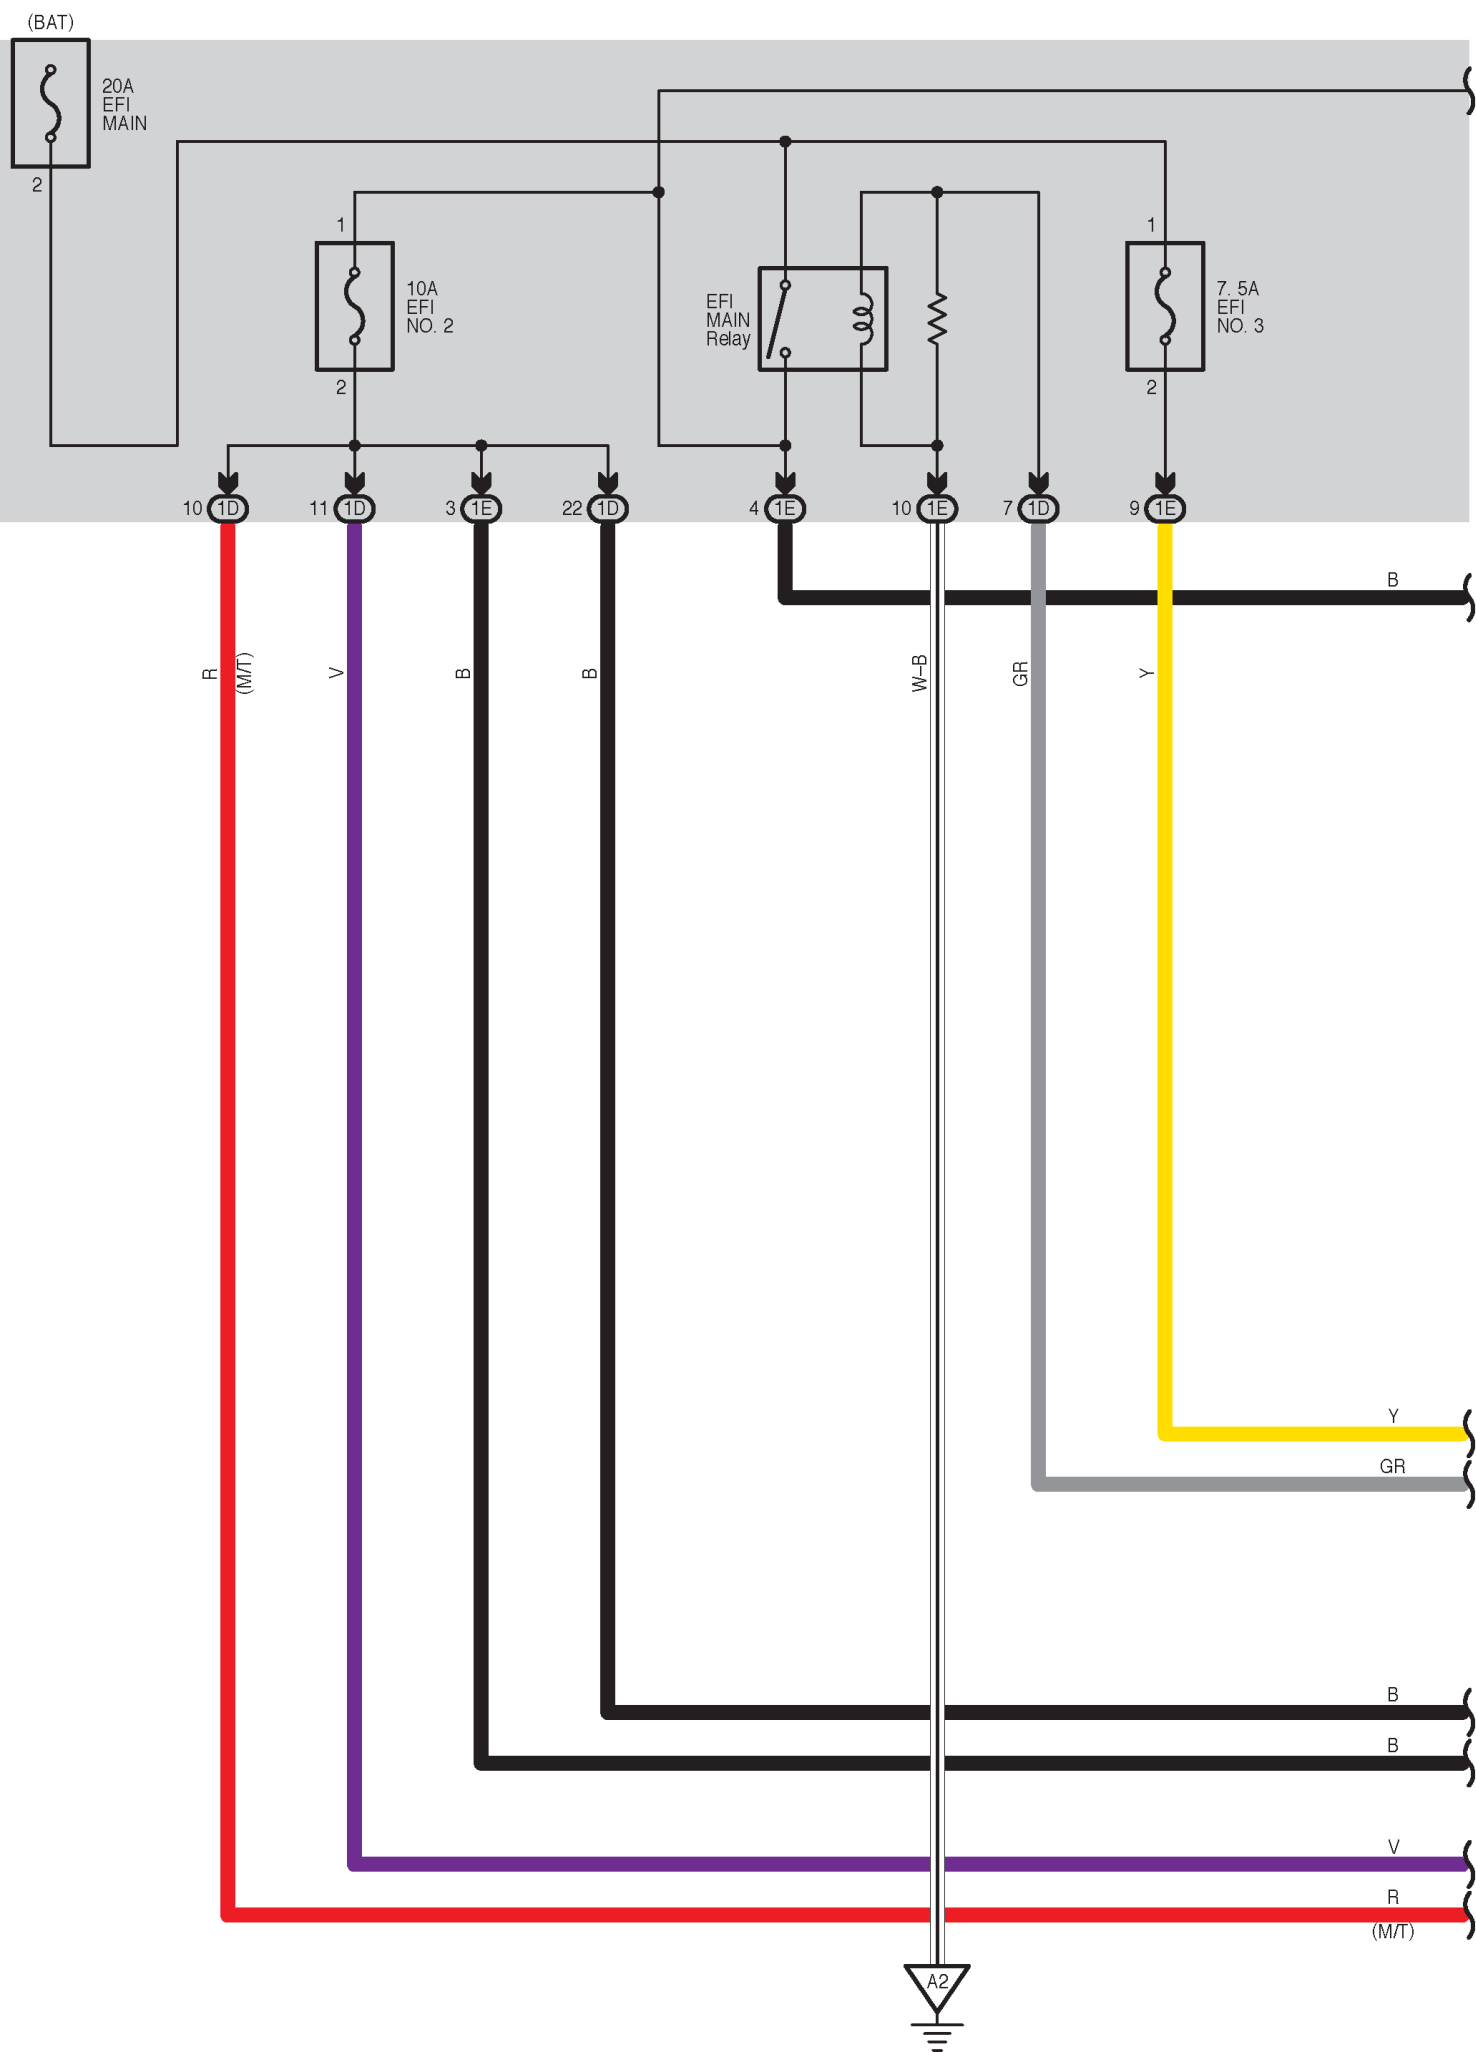 (BAT)
20A
EFI
MAIN
2
1
10A
EFI
NO. 2
2
EFI
MAIN
Relay
1
7. 5A
EFI
NO. 3
2
10 1D
11 1D
3 1E
22 1D
4 1E
10 1E
7 1D
9 1E
B
R
(M/T)
V
B
B
W–B
GR
Y
Y
GR
B
B
V
R
(M/T)
A2